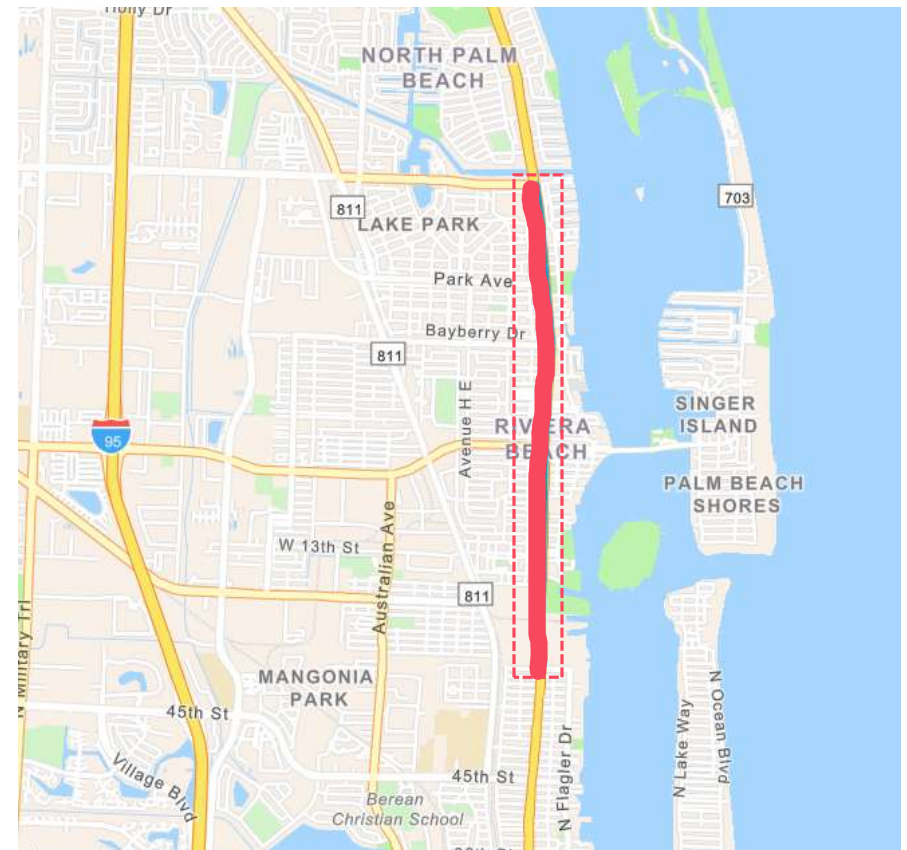 Holly Dr
NORTH PALM
BEACH
703
811
LAKE PARK
Park Ave
Bayberry Dr
811
Avenue H E
SINGER
ISLAND
RIVIERA
BEACH
95
PALM BEACH
SHORES
Australian Ave
W 13th St
811
N Military Trl
MANGONIA
PARK
45th St
N Lake Way
N Ocean Blvd
N Flagler Dr
Village Blvd
45th St
Berean
Christian School